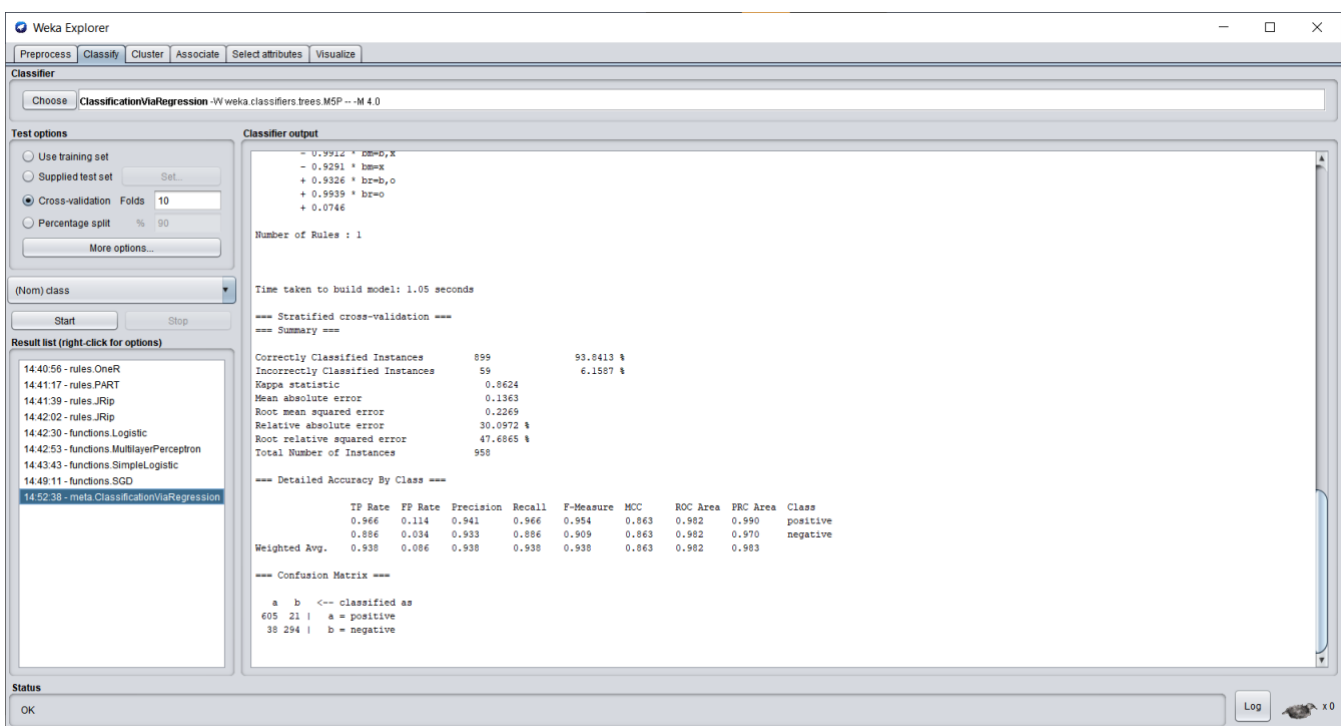 Weka Explorer
Preprocess Classify Cluster Associate Select attributes Visualize
Classifier
Choose ClassificationViaRegression -W weka.classifiers.trees.M5P -- -M 4.0
Test options
Use training set
Supplied test set Set...
Cross-validation Folds 10
Percentage split % 90
More options...
(Nom) class
Start Stop
Result list (right-click for options)
14:40:56 - rules.OneR
14:41:17 - rules.PART
14:41:39 - rules.JRip
14:42:02 - rules.JRip
14:42:30 - functions.Logistic
14:42:53 - functions.MultilayerPerceptron
14:43:43 - functions.SimpleLogistic
14:49:11 - functions.SGD
14:52:38 - meta.ClassificationViaRegression
Classifier output
- 0.9912 * bm=b,x
- 0.9291 * bm=x
+ 0.9326 * br=b,o
+ 0.9939 * br=o
+ 0.0746
Number of Rules : 1
Time taken to build model: 1.05 seconds
=== Stratified cross-validation ===
=== Summary ===
Correctly Classified Instances 899 93.8413 %
Incorrectly Classified Instances 59 6.1587 %
Kappa statistic 0.8624
Mean absolute error 0.1363
Root mean squared error 0.2269
Relative absolute error 30.0972 %
Root relative squared error 47.6865 %
Total Number of Instances 958
=== Detailed Accuracy By Class ===
TP Rate FP Rate Precision Recall F-Measure MCC ROC Area PRC Area Class
0.966 0.114 0.941 0.966 0.954 0.863 0.982 0.990 positive
0.886 0.034 0.933 0.886 0.909 0.863 0.982 0.970 negative
Weighted Avg. 0.938 0.086 0.938 0.938 0.938 0.863 0.982 0.983
=== Confusion Matrix ===
a b <-- classified as
605 21 | a = positive
38 294 | b = negative
Status
OK
Log x 0